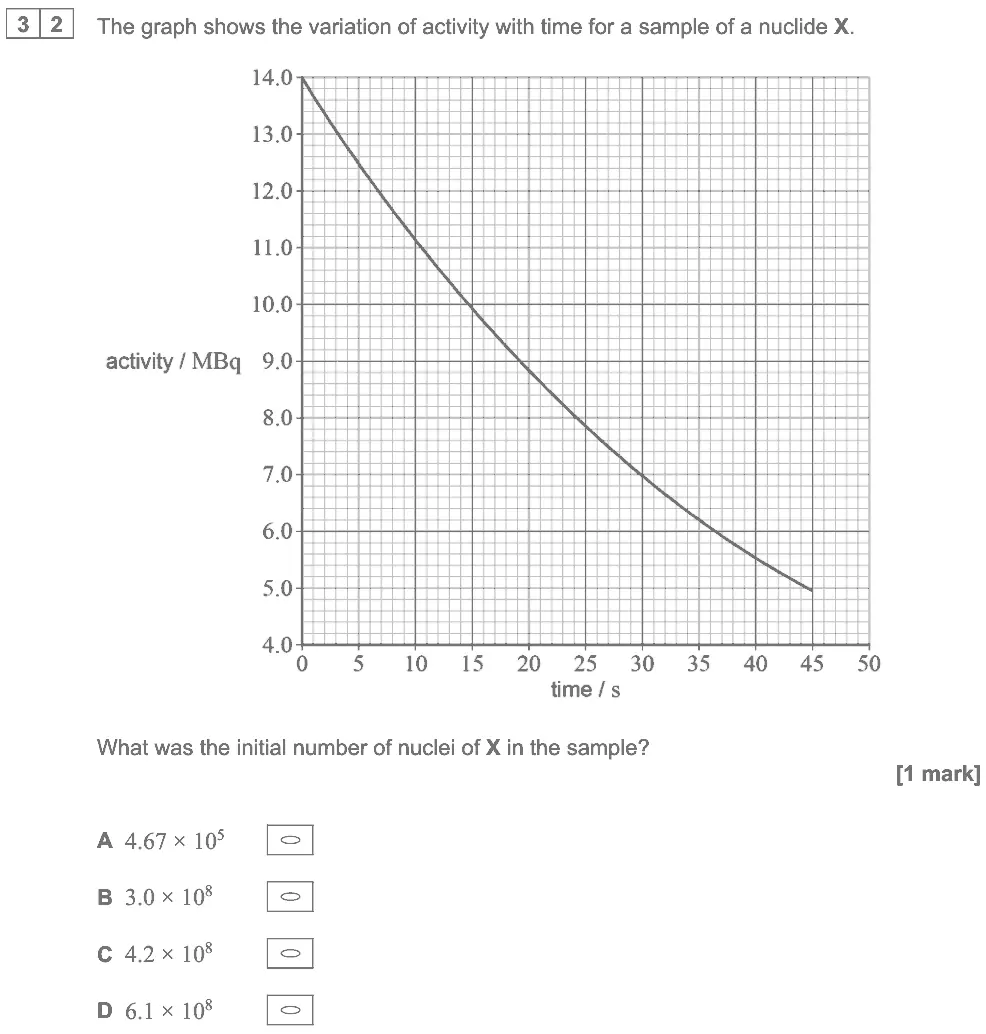 3 2 The graph shows the variation of activity with time for a sample of a nuclide X.
14.0
13.0
12.0
11.0
10.0
activity / MBq 9.0
8.0
7.0
6.0
5.0
4.0
0 5 10 15 20 25 30 35 40 45 50
time / s
What was the initial number of nuclei of X in the sample?
[1 mark]
A 4.67 × 10⁵
B 3.0 × 10⁸
C 4.2 × 10⁸
D 6.1 × 10⁸